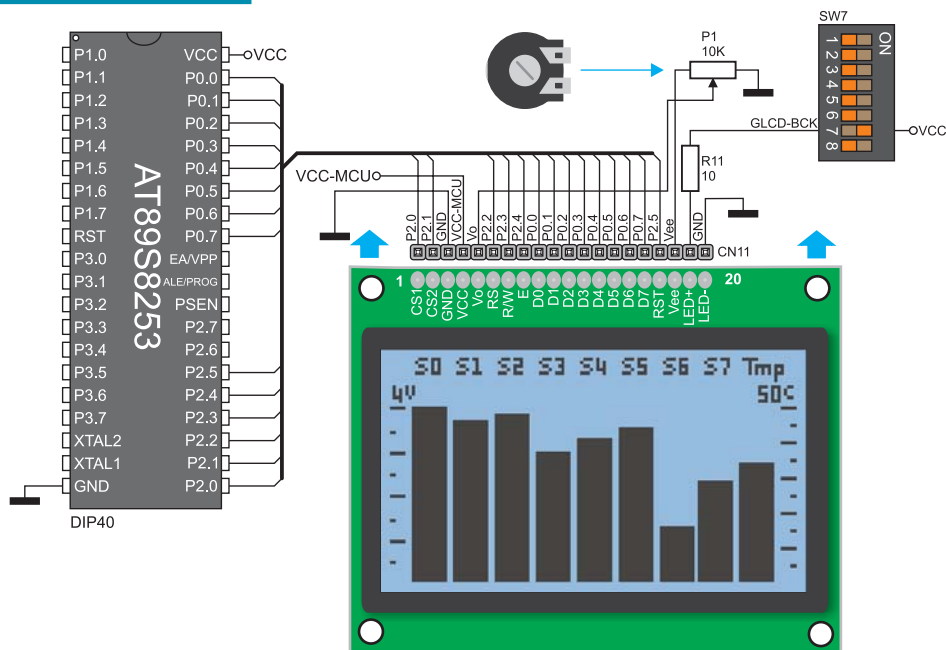 P1.0
P1.1
P1.2
P1.3
P1.4
P1.5
P1.6
P1.7
RST
P3.0
P3.1
P3.2
P3.3
P3.4
P3.5
P3.6
P3.7
XTAL2
XTAL1
GND
AT89S8253
VCC
P0.0
P0.1
P0.2
P0.3
P0.4
P0.5
P0.6
P0.7
EA/VPP
ALE/PROG
PSEN
P2.7
P2.6
P2.5
P2.4
P2.3
P2.2
P2.1
P2.0
VCC
DIP40
P1
10K
SW7
1
2
3
4
5
6
7
8
ON
GLCD-BCK
VCC
R11
10
VCC-MCU
P2.0
P2.1
GND
VCC-MCU
Vo
P2.2
P2.3
P2.4
P0.0
P0.1
P0.2
P0.3
P0.4
P0.5
P0.6
P0.7
P2.5
Vee
GND
CN11
1
20
CS1
CS2
GND
VCC
Vo
RS
R/W
E
D0
D1
D2
D3
D4
D5
D6
D7
RST
Vee
LED+
LED-
S0 S1 S2 S3 S4 S5 S6 S7 Tmp
4V 50C